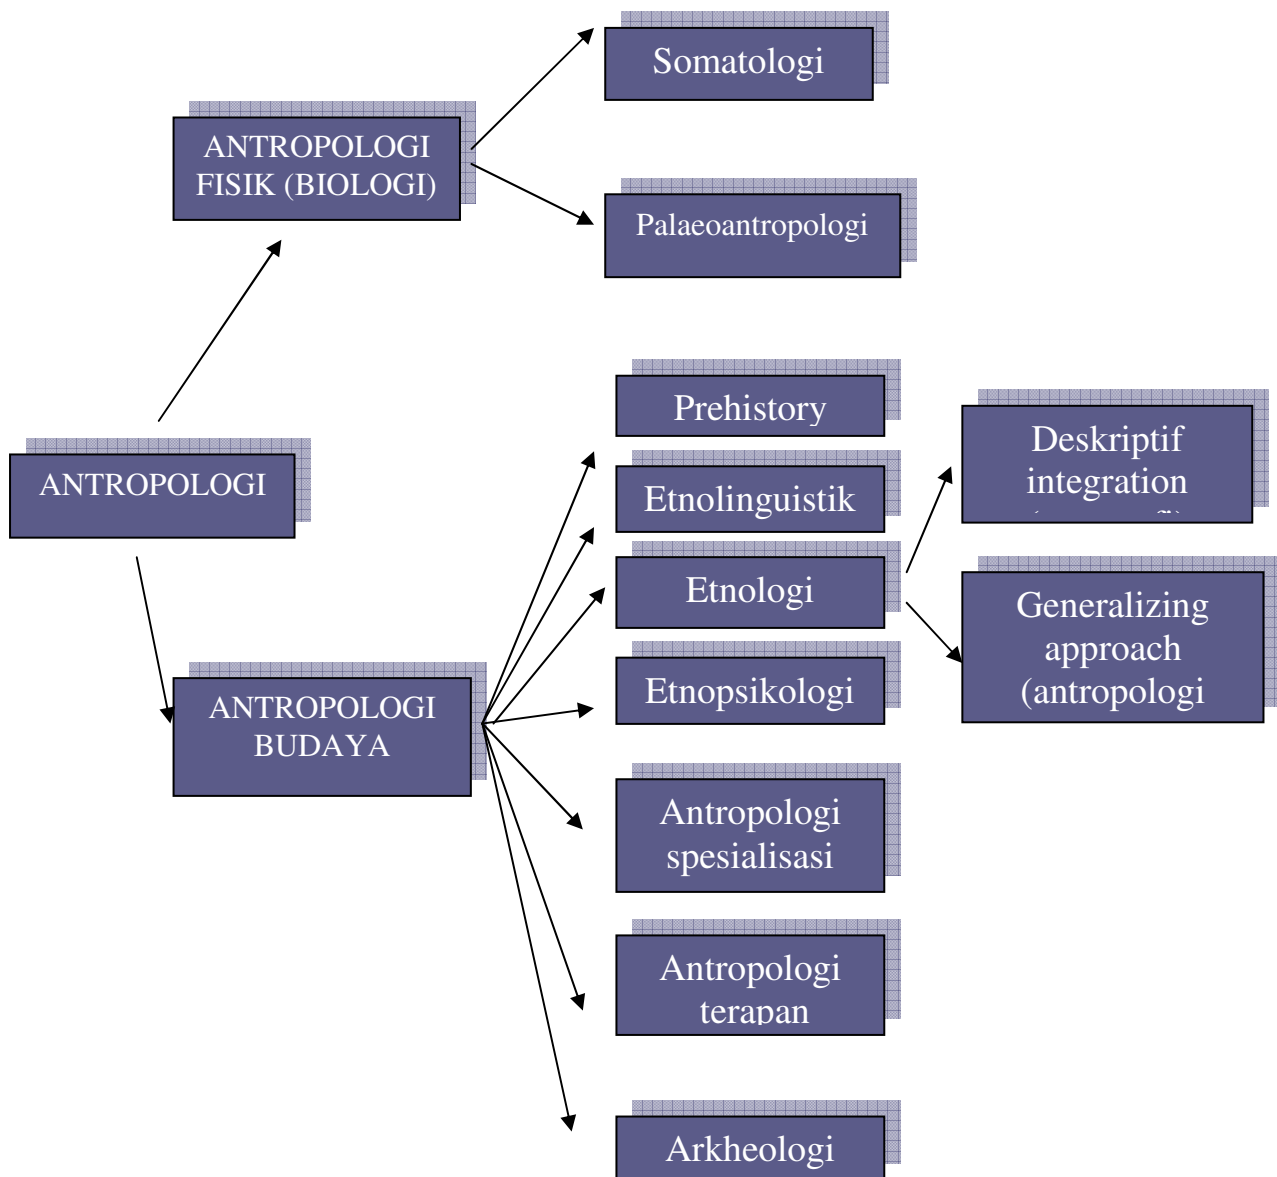 Somatologi
ANTROPOLOGI
FISIK (BIOLOGI)
Palaeoantropologi
Prehistory
Deskriptif
integration
Etnolinguistik
ANTROPOLOGI
Etnologi
Generalizing
approach
(antropologi
Etnopsikologi
ANTROPOLOGI
BUDAYA
Antropologi
spesialisasi
Antropologi
terapan
Arkheologi